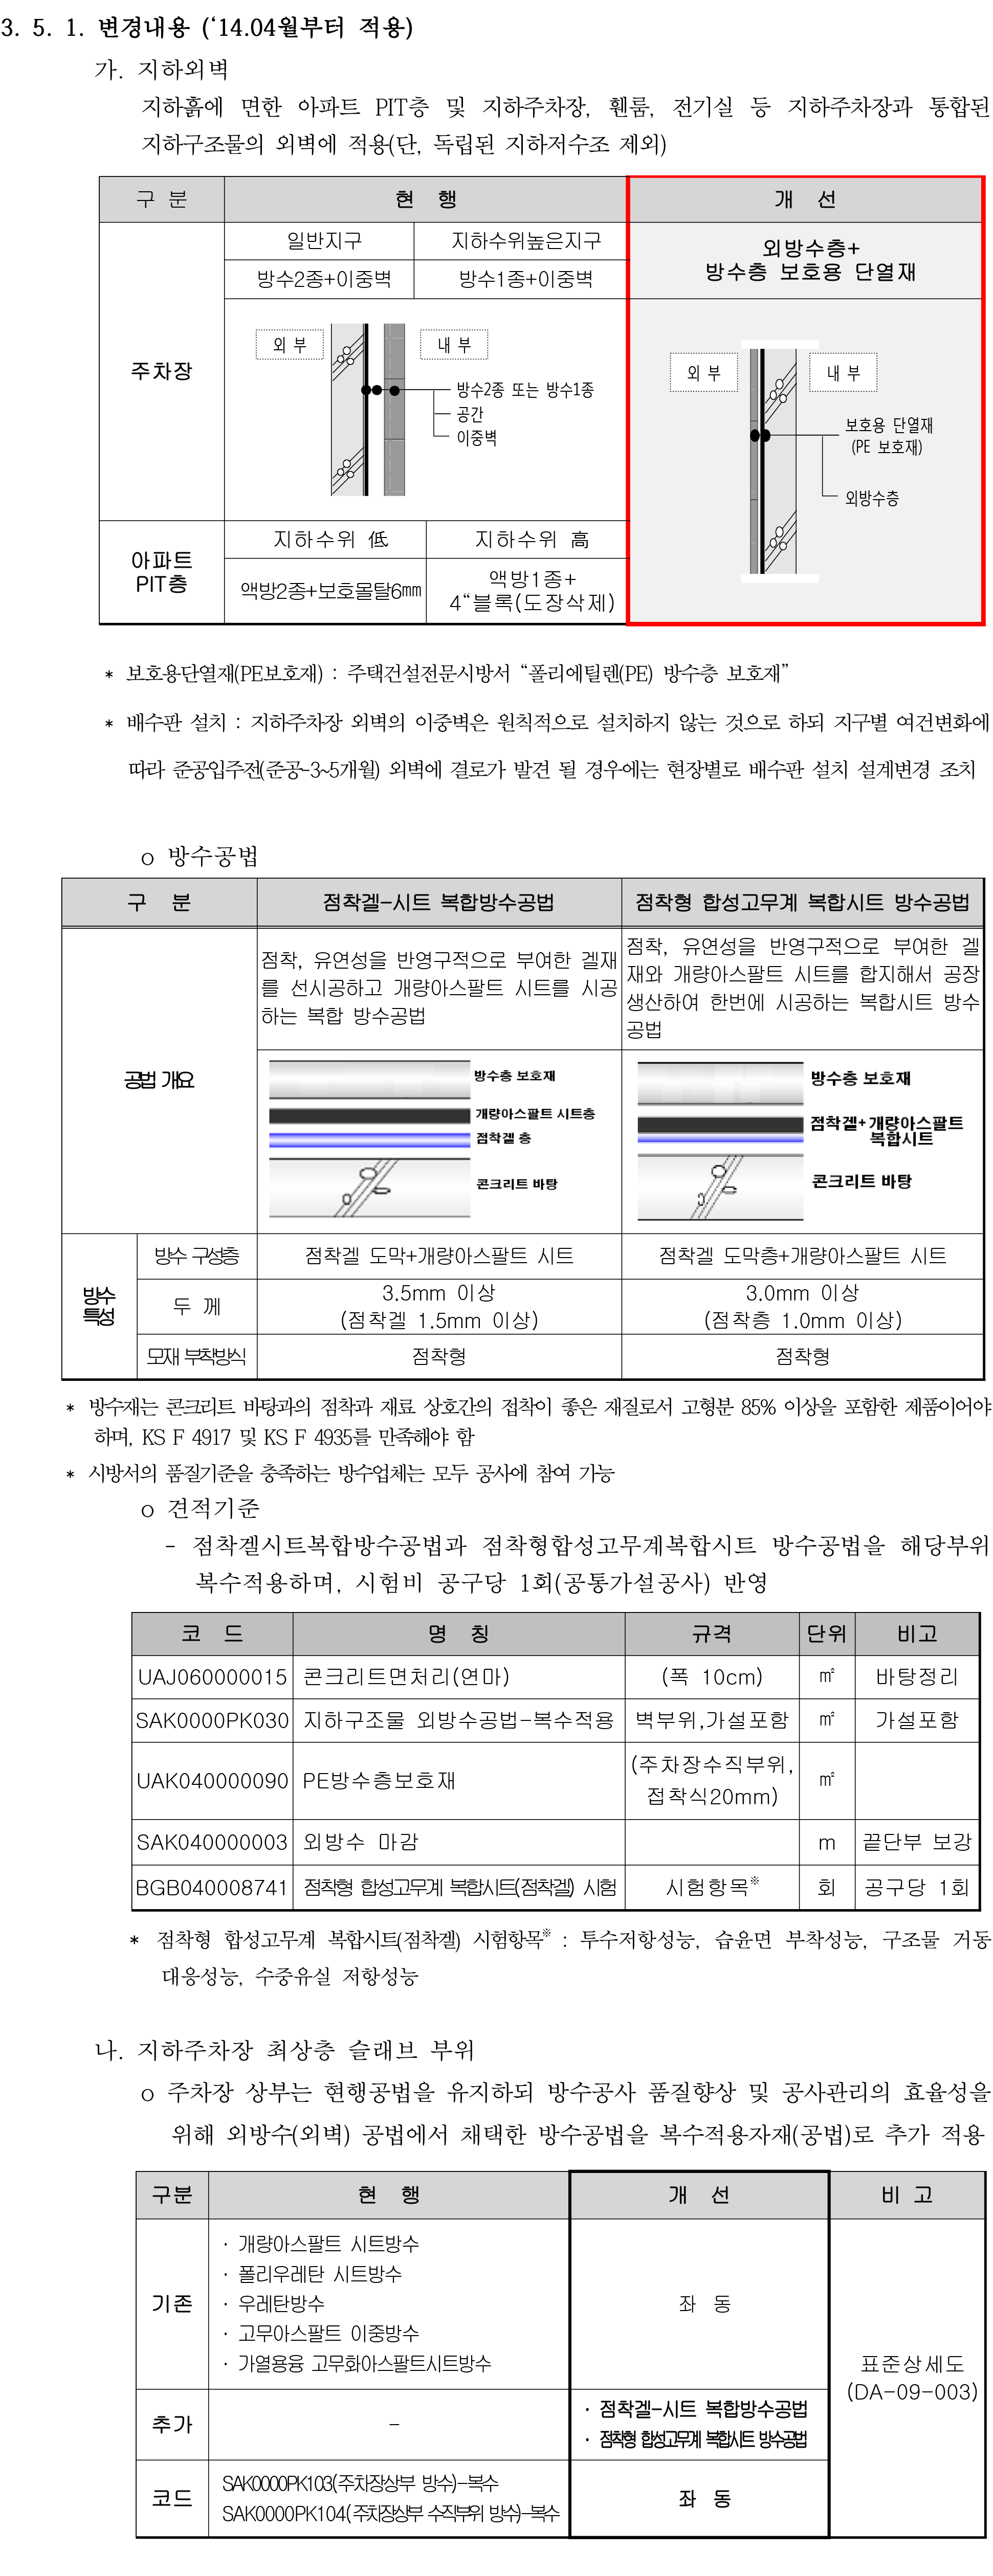 3. 5. 1. 변경내용 (‘14.04월부터 적용)
가. 지하외벽
지하흙에 면한 아파트 PIT층 및 지하주차장, 휀룸, 전기실 등 지하주차장과 통합된
지하구조물의 외벽에 적용(단, 독립된 지하저수조 제외)
구 분 현 행 개 선
일반지구 지하수위높은지구
방수2종+이중벽 방수1종+이중벽
외방수층+
방수층 보호용 단열재
주차장
외 부 내 부
방수2종 또는 방수1종
공간
이중벽
외 부 내 부
보호용 단열재
(PE 보호재)
외방수층
아파트
PIT층
지하수위 低 지하수위 高
액방2종+보호몰탈6㎜
액방1종+
4“블록(도장삭제)
* 보호용단열재(PE보호재) : 주택건설전문시방서 “폴리에틸렌(PE) 방수층 보호재”
* 배수판 설치 : 지하주차장 외벽의 이중벽은 원칙적으로 설치하지 않는 것으로 하되 지구별 여건변화에
따라 준공입주전(준공-3~5개월) 외벽에 결로가 발견 될 경우에는 현장별로 배수판 설치 설계변경 조치
o 방수공법
구 분 점착겔-시트 복합방수공법 점착형 합성고무계 복합시트 방수공법
공법 개요
점착, 유연성을 반영구적으로 부여한 겔재
를 선시공하고 개량아스팔트 시트를 시공
하는 복합 방수공법
점착, 유연성을 반영구적으로 부여한 겔
재와 개량아스팔트 시트를 합지해서 공장
생산하여 한번에 시공하는 복합시트 방수
공법
방수층 보호재
개량아스팔트 시트층
점착겔 층
콘크리트 바탕
방수층 보호재
점착겔+개량아스팔트
복합시트
콘크리트 바탕
방수
특성
방수 구성층 점착겔 도막+개량아스팔트 시트 점착겔 도막층+개량아스팔트 시트
두 께
3.5mm 이상
(점착겔 1.5mm 이상)
3.0mm 이상
(점착층 1.0mm 이상)
모재 부착방식 점착형 점착형
* 방수재는 콘크리트 바탕과의 점착과 재료 상호간의 접착이 좋은 재질로서 고형분 85% 이상을 포함한 제품이어야
하며, KS F 4917 및 KS F 4935를 만족해야 함
* 시방서의 품질기준을 충족하는 방수업체는 모두 공사에 참여 가능
o 견적기준
- 점착겔시트복합방수공법과 점착형합성고무계복합시트 방수공법을 해당부위
복수적용하며, 시험비 공구당 1회(공통가설공사) 반영
코 드 명 칭 규격 단위 비고
UAJ060000015 콘크리트면처리(연마) (폭 10cm) ㎡ 바탕정리
SAK0000PK030 지하구조물 외방수공법-복수적용 벽부위,가설포함 ㎡ 가설포함
UAK040000090 PE방수층보호재 (주차장수직부위, 접착식20mm) ㎡
SAK040000003 외방수 마감 m 끝단부 보강
BGB040008741 점착형 합성고무계 복합시트(점착겔) 시험 시험항목※ 회 공구당 1회
* 점착형 합성고무계 복합시트(점착겔) 시험항목※ : 투수저항성능, 습윤면 부착성능, 구조물 거동
대응성능, 수중유실 저항성능
나. 지하주차장 최상층 슬래브 부위
o 주차장 상부는 현행공법을 유지하되 방수공사 품질향상 및 공사관리의 효율성을
위해 외방수(외벽) 공법에서 채택한 방수공법을 복수적용자재(공법)로 추가 적용
구분 현 행 개 선 비 고
기존
· 개량아스팔트 시트방수
· 폴리우레탄 시트방수
· 우레탄방수
· 고무아스팔트 이중방수
· 가열용융 고무화아스팔트시트방수
좌 동
표준상세도
(DA-09-003)
추가 -
· 점착겔-시트 복합방수공법
· 점착형 합성고무계 복합시트 방수공법
코드
SAK0000PK103(주차장상부 방수)-복수
SAK0000PK104(주차장상부 수직부위 방수)-복수
좌 동